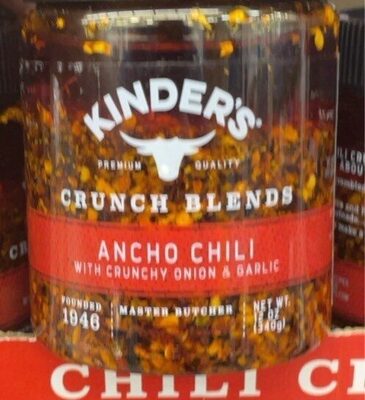 KINDER'S
PREMIUM QUALITY
CRUNCH BLENDS
ANCHO CHILI
WITH CRUNCHY ONION & GARLIC
FOUNDED
1946
MASTER BUTCHER
NET WT.
12 OZ
(340g)
CHILI C